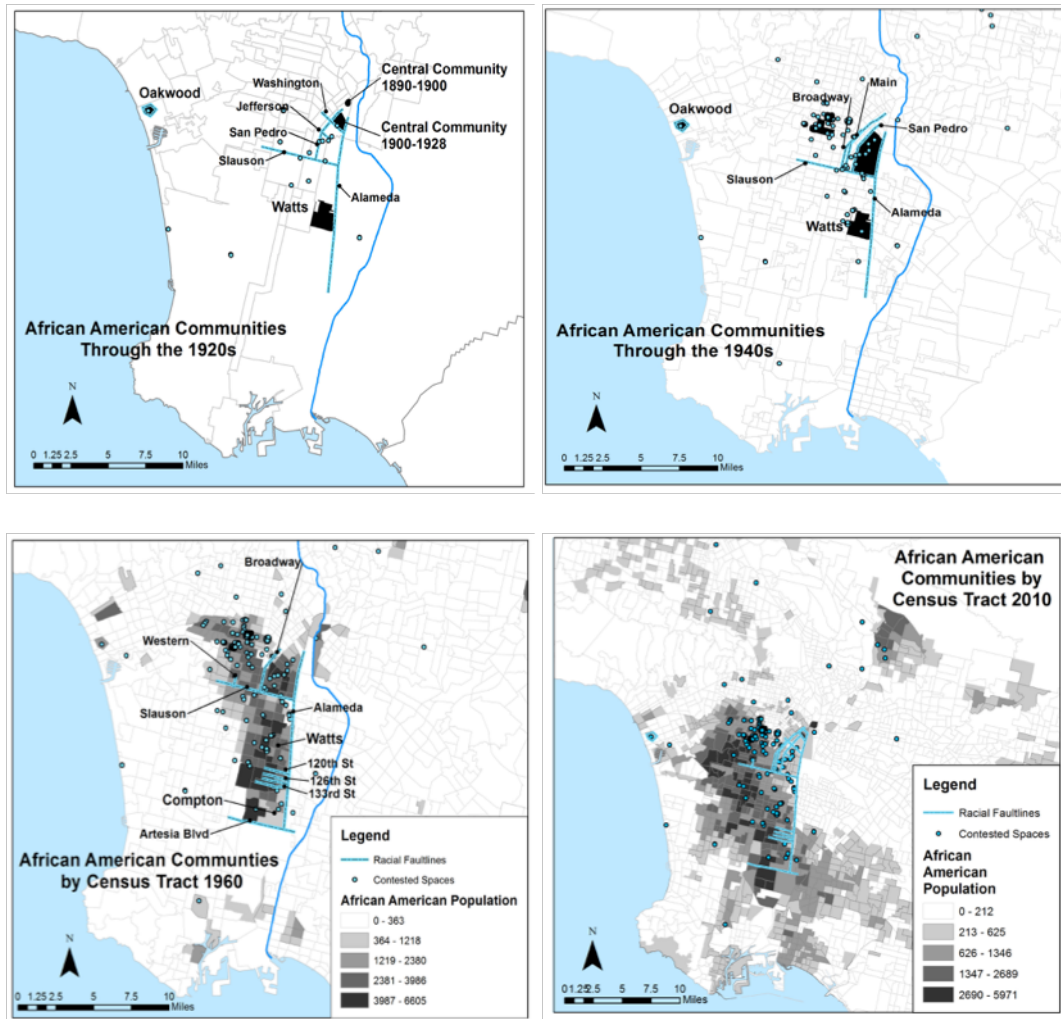 Central Community
1890-1900
Washington
Oakwood
Jefferson
Central Community
1900-1928
San Pedro
Slauson
Alameda
Watts
African American Communities
Through the 1920s
N
0 1.25 2.5 5 7.5 10
Miles
Main
Broadway
Oakwood
San Pedro
Slauson
Alameda
Watts
African American Communities
Through the 1940s
N
0 1.25 2.5 5 7.5 10
Miles
Broadway
Western
Slauson
Alameda
Watts
120th St
126th St
133rd St
Compton
Artesia Blvd
African American Communties
by Census Tract 1960
N
0 1.25 2.5 5 7.5 10
Miles
Legend
Racial Faultlines
Contested Spaces
African American Population
0 - 363
364 - 1218
1219 - 2380
2381 - 3986
3987 - 6605
African American
Communities by
Census Tract 2010
N
0 1.25 2.5 5 7.5 10
Miles
Legend
Racial Faultlines
Contested Spaces
African
American
Population
0 - 212
213 - 625
626 - 1346
1347 - 2689
2690 - 5971